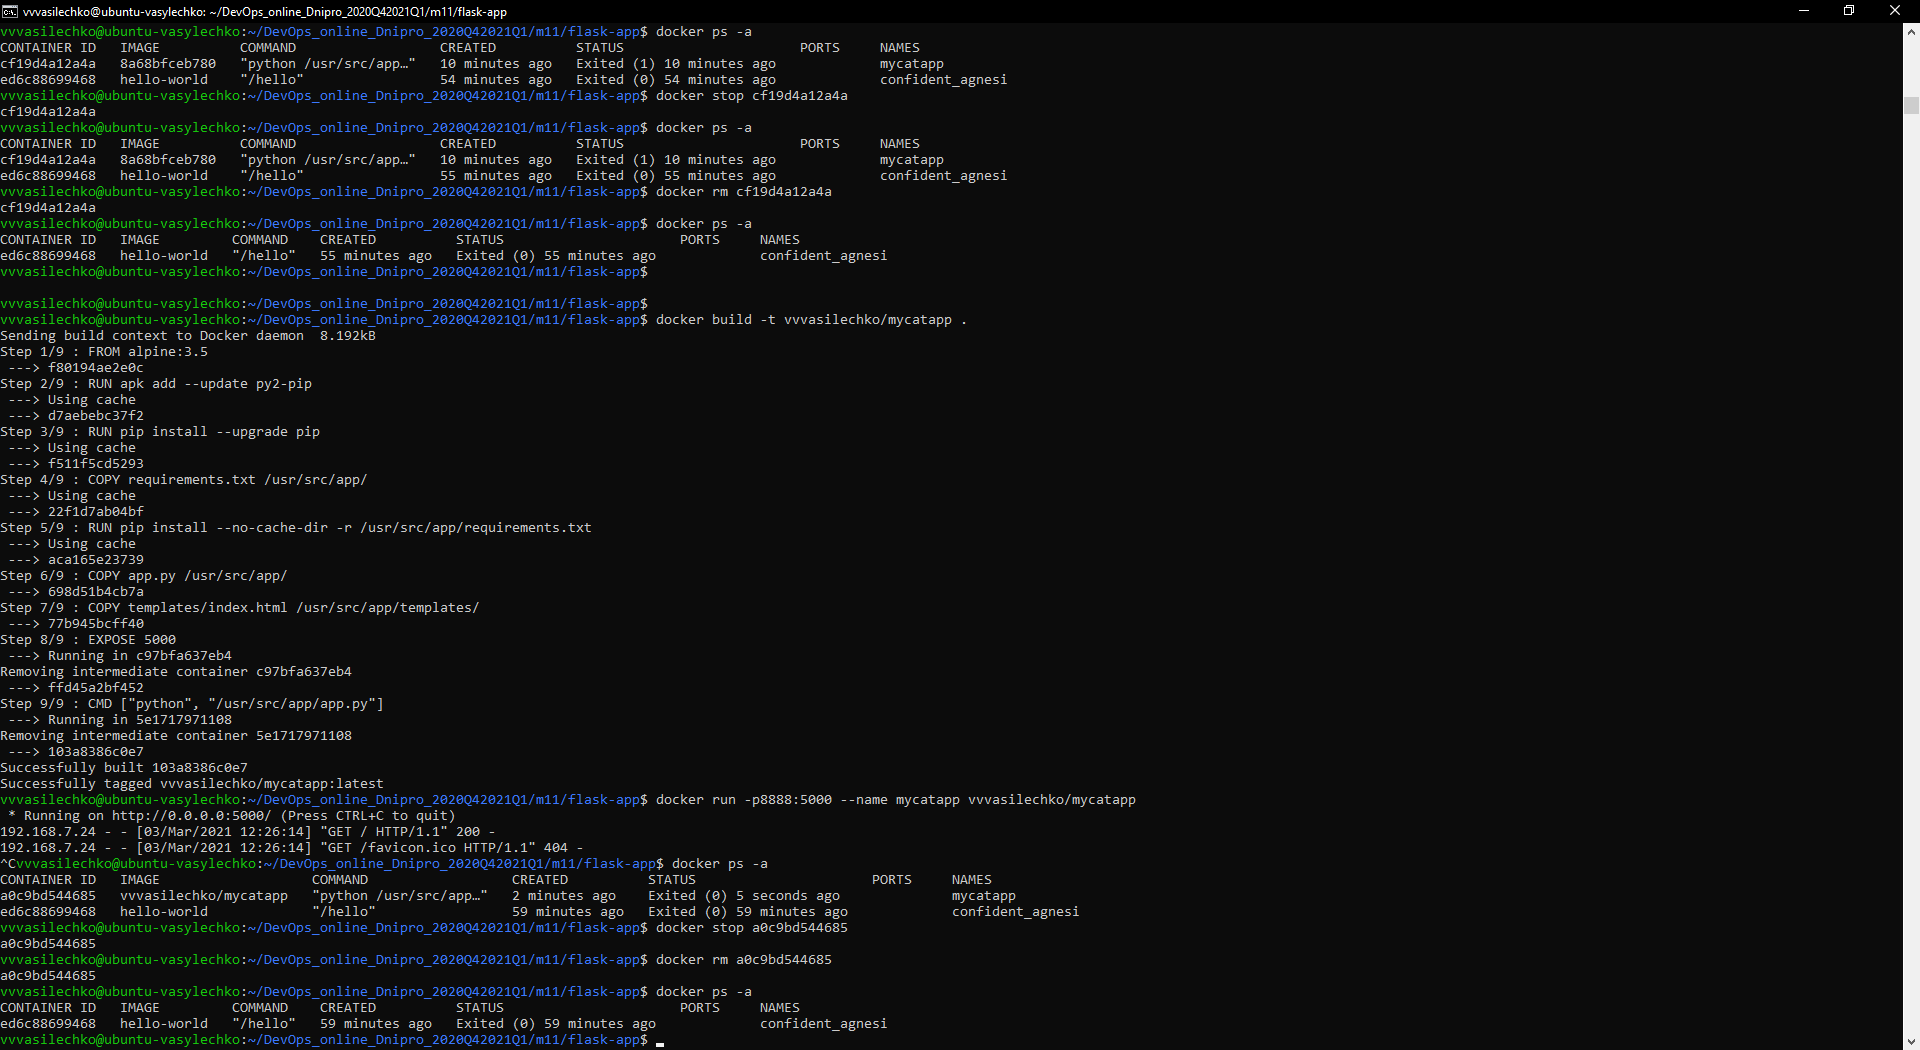 vvvasilechko@ubuntu-vasylechko: ~/DevOps_online_Dnipro_2020Q42021Q1/m11/flask-app
vvvasilechko@ubuntu-vasylechko:~/DevOps_online_Dnipro_2020Q42021Q1/m11/flask-app$ docker ps -a
CONTAINER ID   IMAGE          COMMAND                  CREATED          STATUS                      PORTS     NAMES
cf19d4a12a4a   8a68bfceb780   "python /usr/src/app…"   10 minutes ago   Exited (1) 10 minutes ago             mycatapp
ed6c88699468   hello-world    "/hello"                 54 minutes ago   Exited (0) 54 minutes ago             confident_agnesi
vvvasilechko@ubuntu-vasylechko:~/DevOps_online_Dnipro_2020Q42021Q1/m11/flask-app$ docker stop cf19d4a12a4a
cf19d4a12a4a
vvvasilechko@ubuntu-vasylechko:~/DevOps_online_Dnipro_2020Q42021Q1/m11/flask-app$ docker ps -a
CONTAINER ID   IMAGE          COMMAND                  CREATED          STATUS                      PORTS     NAMES
cf19d4a12a4a   8a68bfceb780   "python /usr/src/app…"   10 minutes ago   Exited (1) 10 minutes ago             mycatapp
ed6c88699468   hello-world    "/hello"                 55 minutes ago   Exited (0) 55 minutes ago             confident_agnesi
vvvasilechko@ubuntu-vasylechko:~/DevOps_online_Dnipro_2020Q42021Q1/m11/flask-app$ docker rm cf19d4a12a4a
cf19d4a12a4a
vvvasilechko@ubuntu-vasylechko:~/DevOps_online_Dnipro_2020Q42021Q1/m11/flask-app$ docker ps -a
CONTAINER ID   IMAGE         COMMAND    CREATED          STATUS                      PORTS     NAMES
ed6c88699468   hello-world   "/hello"   55 minutes ago   Exited (0) 55 minutes ago             confident_agnesi
vvvasilechko@ubuntu-vasylechko:~/DevOps_online_Dnipro_2020Q42021Q1/m11/flask-app$
vvvasilechko@ubuntu-vasylechko:~/DevOps_online_Dnipro_2020Q42021Q1/m11/flask-app$
vvvasilechko@ubuntu-vasylechko:~/DevOps_online_Dnipro_2020Q42021Q1/m11/flask-app$ docker build -t vvvasilechko/mycatapp .
Sending build context to Docker daemon  8.192kB
Step 1/9 : FROM alpine:3.5
 ---> f80194ae2e0c
Step 2/9 : RUN apk add --update py2-pip
 ---> Using cache
 ---> d7aebebc37f2
Step 3/9 : RUN pip install --upgrade pip
 ---> Using cache
 ---> f511f5cd5293
Step 4/9 : COPY requirements.txt /usr/src/app/
 ---> Using cache
 ---> 22f1d7ab04bf
Step 5/9 : RUN pip install --no-cache-dir -r /usr/src/app/requirements.txt
 ---> Using cache
 ---> aca165e23739
Step 6/9 : COPY app.py /usr/src/app/
 ---> 698d51b4cb7a
Step 7/9 : COPY templates/index.html /usr/src/app/templates/
 ---> 77b945bcff40
Step 8/9 : EXPOSE 5000
 ---> Running in c97bfa637eb4
Removing intermediate container c97bfa637eb4
 ---> ffd45a2bf452
Step 9/9 : CMD ["python", "/usr/src/app/app.py"]
 ---> Running in 5e1717971108
Removing intermediate container 5e1717971108
 ---> 103a8386c0e7
Successfully built 103a8386c0e7
Successfully tagged vvvasilechko/mycatapp:latest
vvvasilechko@ubuntu-vasylechko:~/DevOps_online_Dnipro_2020Q42021Q1/m11/flask-app$ docker run -p8888:5000 --name mycatapp vvvasilechko/mycatapp
 * Running on http://0.0.0.0:5000/ (Press CTRL+C to quit)
192.168.7.24 - - [03/Mar/2021 12:26:14] "GET / HTTP/1.1" 200 -
192.168.7.24 - - [03/Mar/2021 12:26:14] "GET /favicon.ico HTTP/1.1" 404 -
^Cvvvasilechko@ubuntu-vasylechko:~/DevOps_online_Dnipro_2020Q42021Q1/m11/flask-app$ docker ps -a
CONTAINER ID   IMAGE                   COMMAND                  CREATED          STATUS                      PORTS     NAMES
a0c9bd544685   vvvasilechko/mycatapp   "python /usr/src/app…"   2 minutes ago    Exited (0) 5 seconds ago              mycatapp
ed6c88699468   hello-world             "/hello"                 59 minutes ago   Exited (0) 59 minutes ago             confident_agnesi
vvvasilechko@ubuntu-vasylechko:~/DevOps_online_Dnipro_2020Q42021Q1/m11/flask-app$ docker stop a0c9bd544685
a0c9bd544685
vvvasilechko@ubuntu-vasylechko:~/DevOps_online_Dnipro_2020Q42021Q1/m11/flask-app$ docker rm a0c9bd544685
a0c9bd544685
vvvasilechko@ubuntu-vasylechko:~/DevOps_online_Dnipro_2020Q42021Q1/m11/flask-app$ docker ps -a
CONTAINER ID   IMAGE         COMMAND    CREATED          STATUS                      PORTS     NAMES
ed6c88699468   hello-world   "/hello"   59 minutes ago   Exited (0) 59 minutes ago             confident_agnesi
vvvasilechko@ubuntu-vasylechko:~/DevOps_online_Dnipro_2020Q42021Q1/m11/flask-app$